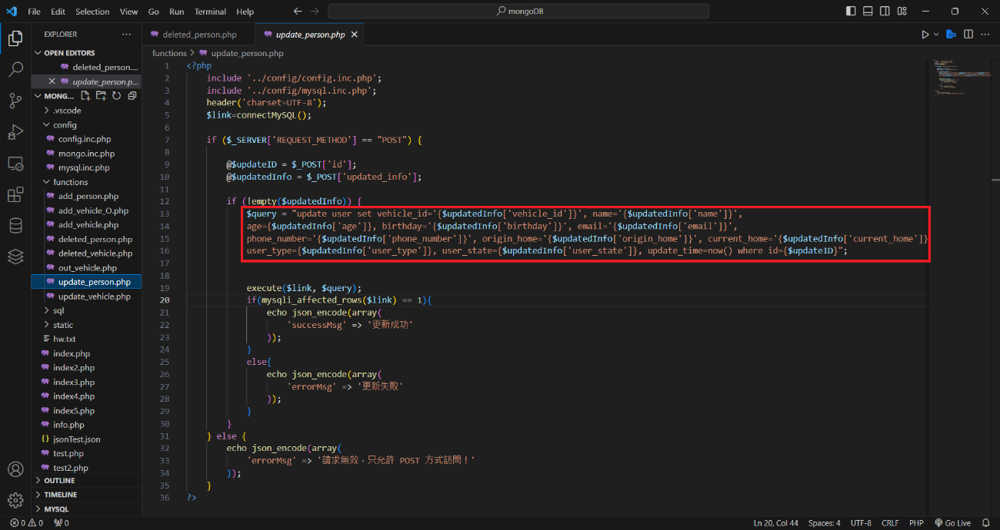 File Edit Selection View Go Run Terminal Help
mongoDB
EXPLORER
OPEN EDITORS
deleted_person....
update_person.p...
MONG...
.vscode
config
config.inc.php
mongo.inc.php
mysql.inc.php
functions
add_person.php
add_vehicle_O.php
add_vehicle.php
deleted_person.php
deleted_vehicle.php
out_vehicle.php
update_person.php
update_vehicle.php
sql
static
hw.txt
index.php
index2.php
index3.php
index4.php
index5.php
info.php
jsonTest.json
test.php
test2.php
OUTLINE
TIMELINE
MYSQL
deleted_person.php update_person.php
functions > update_person.php
1 <?php
2 include '../config/config.inc.php';
3 include '../config/mysql.inc.php';
4 header('charset=UTF-8');
5 $link=connectMySQL();
6
7 if ($_SERVER['REQUEST_METHOD'] == "POST") {
8
9 @$updateID = $_POST['id'];
10 @$updatedInfo = $_POST['updated_info'];
11
12 if (!empty($updatedInfo)) {
13 $query = "update user set vehicle_id='{$updatedInfo['vehicle_id']}', name='{$updatedInfo['name']}',
14 age={$updatedInfo['age']}, birthday='{$updatedInfo['birthday']}', email='{$updatedInfo['email']}',
15 phone_number='{$updatedInfo['phone_number']}', origin_home='{$updatedInfo['origin_home']}', current_home='{$updatedInfo['current_home']}
16 user_type={$updatedInfo['user_type']}, user_state={$updatedInfo['user_state']}, update_time=now() where id={$updateID}";
17
18
19 execute($link, $query);
20 if(mysqli_affected_rows($link) == 1){
21 echo json_encode(array(
22 'successMsg' => '更新成功'
23 ));
24 }
25 else{
26 echo json_encode(array(
27 'errorMsg' => '更新失敗'
28 ));
29 }
30 }
31 } else {
32 echo json_encode(array(
33 'errorMsg' => '請求無效，只允許 POST 方式訪問！'
34 ));
35 }
36 ?>
0 0 0 Ln 20, Col 44 Spaces: 4 UTF-8 CRLF PHP Go Live